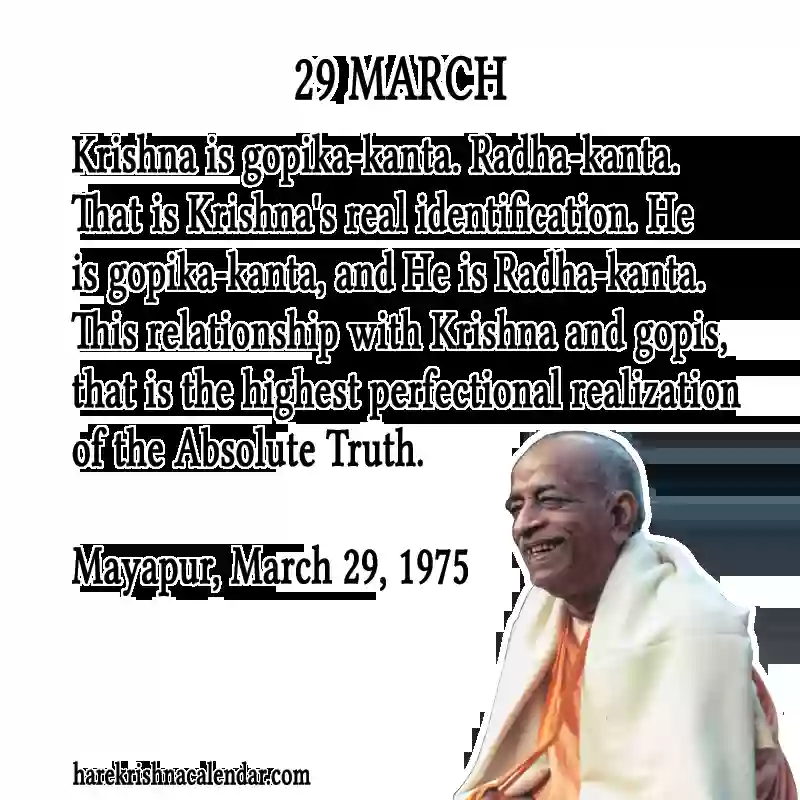 29 MARCH
Krishna is gopika-kanta. Radha-kanta.
That is Krishna's real identification. He
is gopika-kanta, and He is Radha-kanta.
This relationship with Krishna and gopis,
that is the highest perfectional realization
of the Absolute Truth.
Mayapur, March 29, 1975
harekrishnacalendar.com